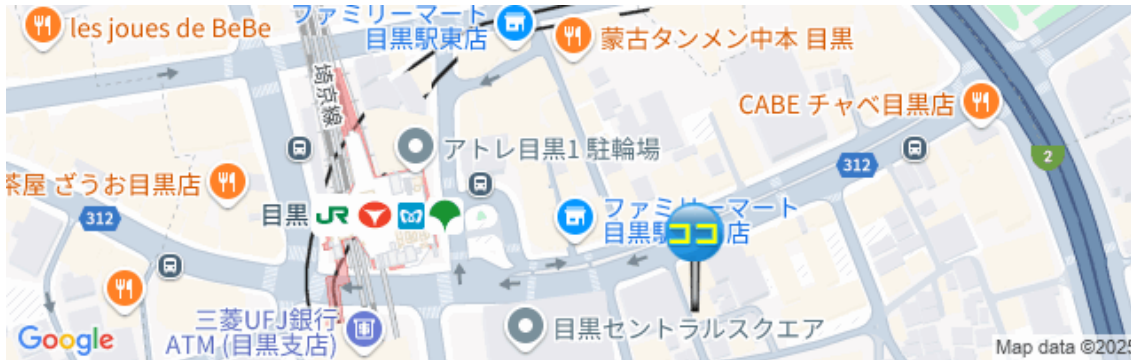 les joues de BeBe
ファミリーマート
目黒駅東店
蒙古タンメン中本 目黒
埼京線
CABE チャベ目黒店
アトレ目黒1 駐輪場
312
2
茶屋 ざうお目黒店
312
目黒 JR
ファミリーマート
目黒駅
店
ココ
三菱UFJ銀行
ATM (目黒支店)
目黒セントラルスクエア
Google
Map data ©2025